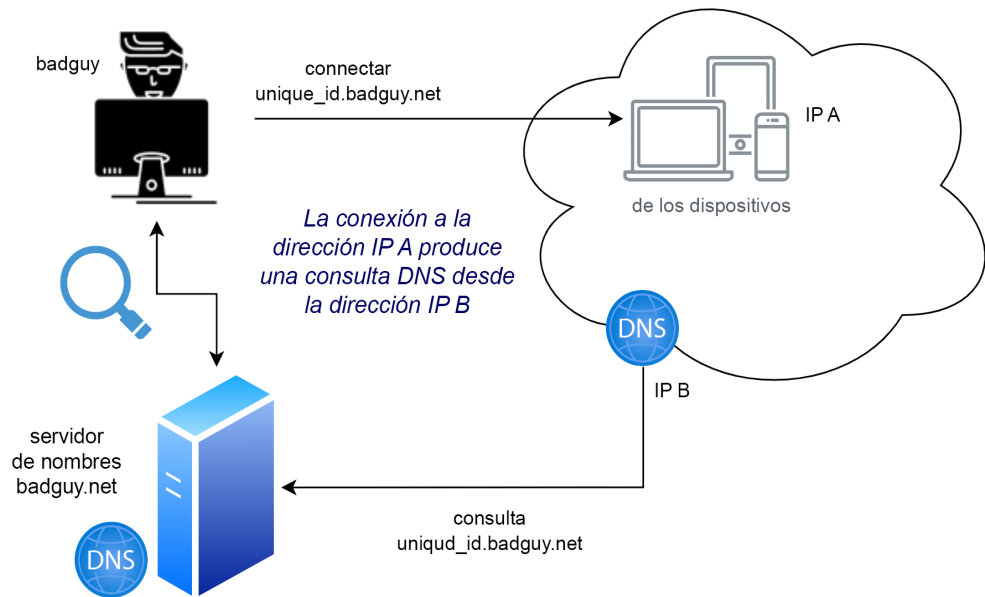 badguy
connectar
unique_id.badguy.net
IP A
de los dispositivos
La conexión a la
dirección IP A produce
una consulta DNS desde
la dirección IP B
DNS
IP B
servidor
de nombres
badguy.net
DNS
consulta
uniqud_id.badguy.net